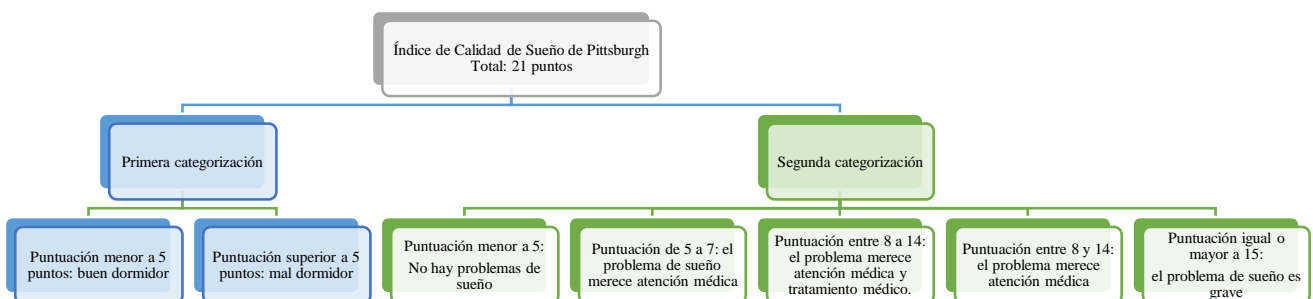 Índice de Calidad de Sueño de Pittsburgh
Total: 21 puntos
Primera categorización
Segunda categorización
Puntuación menor a 5
puntos: buen dormidor
Puntuación superior a 5
puntos: mal dormidor
Puntuación menor a 5:
No hay problemas de
sueño
Puntuación de 5 a 7: el
problema de sueño
merece atención médica
Puntuación entre 8 a 14:
el problema merece
atención médica y
tratamiento médico.
Puntuación entre 8 y 14:
el problema merece
atención médica
Puntuación igual o
mayor a 15:
el problema de sueño es
grave